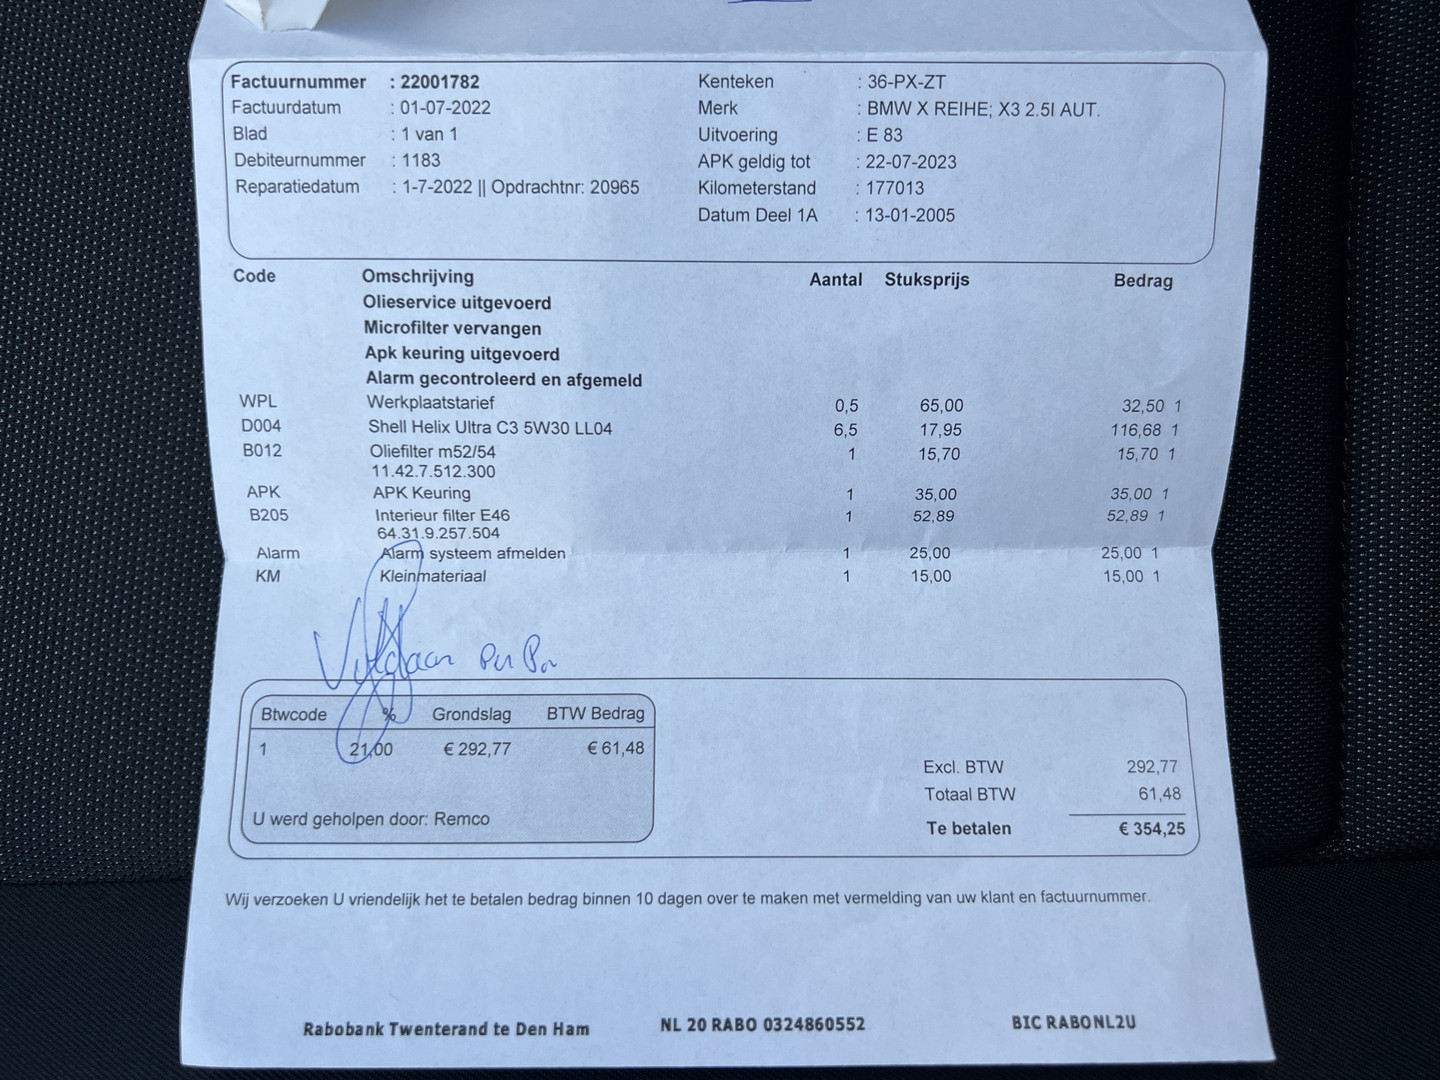 Factuurnummer : 22001782
Factuurdatum : 01-07-2022
Blad : 1 van 1
Debiteurnummer : 1183
Reparatiedatum : 1-7-2022 || Opdrachtnr: 20965
Kenteken : 36-PX-ZT
Merk : BMW X REIHE; X3 2.5I AUT.
Uitvoering : E 83
APK geldig tot : 22-07-2023
Kilometerstand : 177013
Datum Deel 1A : 13-01-2005
Code Omschrijving Aantal Stuksprijs Bedrag
Olieservice uitgevoerd
Microfilter vervangen
Apk keuring uitgevoerd
Alarm gecontroleerd en afgemeld
WPL Werkplaatstarief 0,5 65,00 32,50 1
D004 Shell Helix Ultra C3 5W30 LL04 6,5 17,95 116,68 1
B012 Oliefilter m52/54 1 15,70 15,70 1
11.42.7.512.300
APK APK Keuring 1 35,00 35,00 1
B205 Interieur filter E46 1 52,89 52,89 1
64.31.9.257.504
Alarm Alarm systeem afmelden 1 25,00 25,00 1
KM Kleinmateriaal 1 15,00 15,00 1
Voldaan per
Btwcode % Grondslag BTW Bedrag
1 21,00 € 292,77 € 61,48
U werd geholpen door: Remco
Excl. BTW 292,77
Totaal BTW 61,48
Te betalen € 354,25
Wij verzoeken U vriendelijk het te betalen bedrag binnen 10 dagen over te maken met vermelding van uw klant en factuurnummer.
Rabobank Twenterand te Den Ham NL 20 RABO 0324860552 BIC RABONL2U